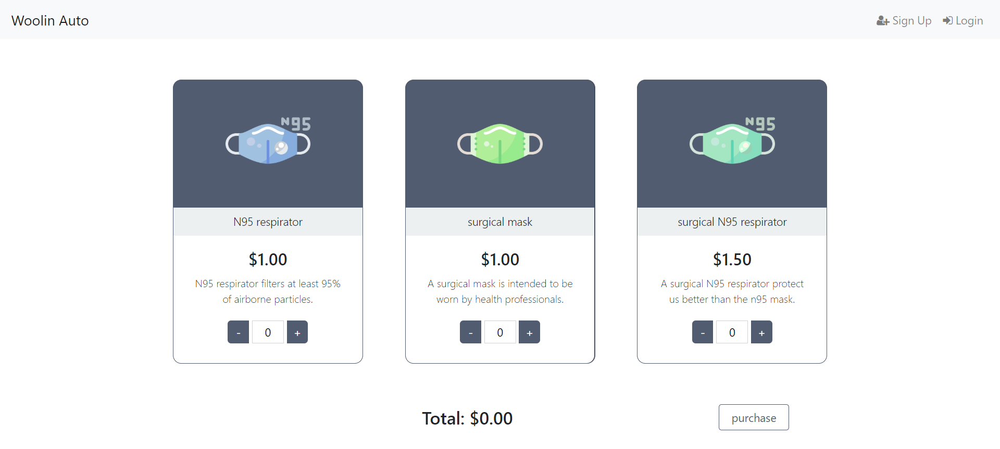 Woolin Auto
Sign Up
Login
N95
N95
N95 respirator
surgical mask
surgical N95 respirator
$1.00
$1.00
$1.50
N95 respirator filters at least 95%
of airborne particles.
A surgical mask is intended to be
worn by health professionals.
A surgical N95 respirator protect
us better than the n95 mask.
- 0 +
- 0 +
- 0 +
Total: $0.00
purchase